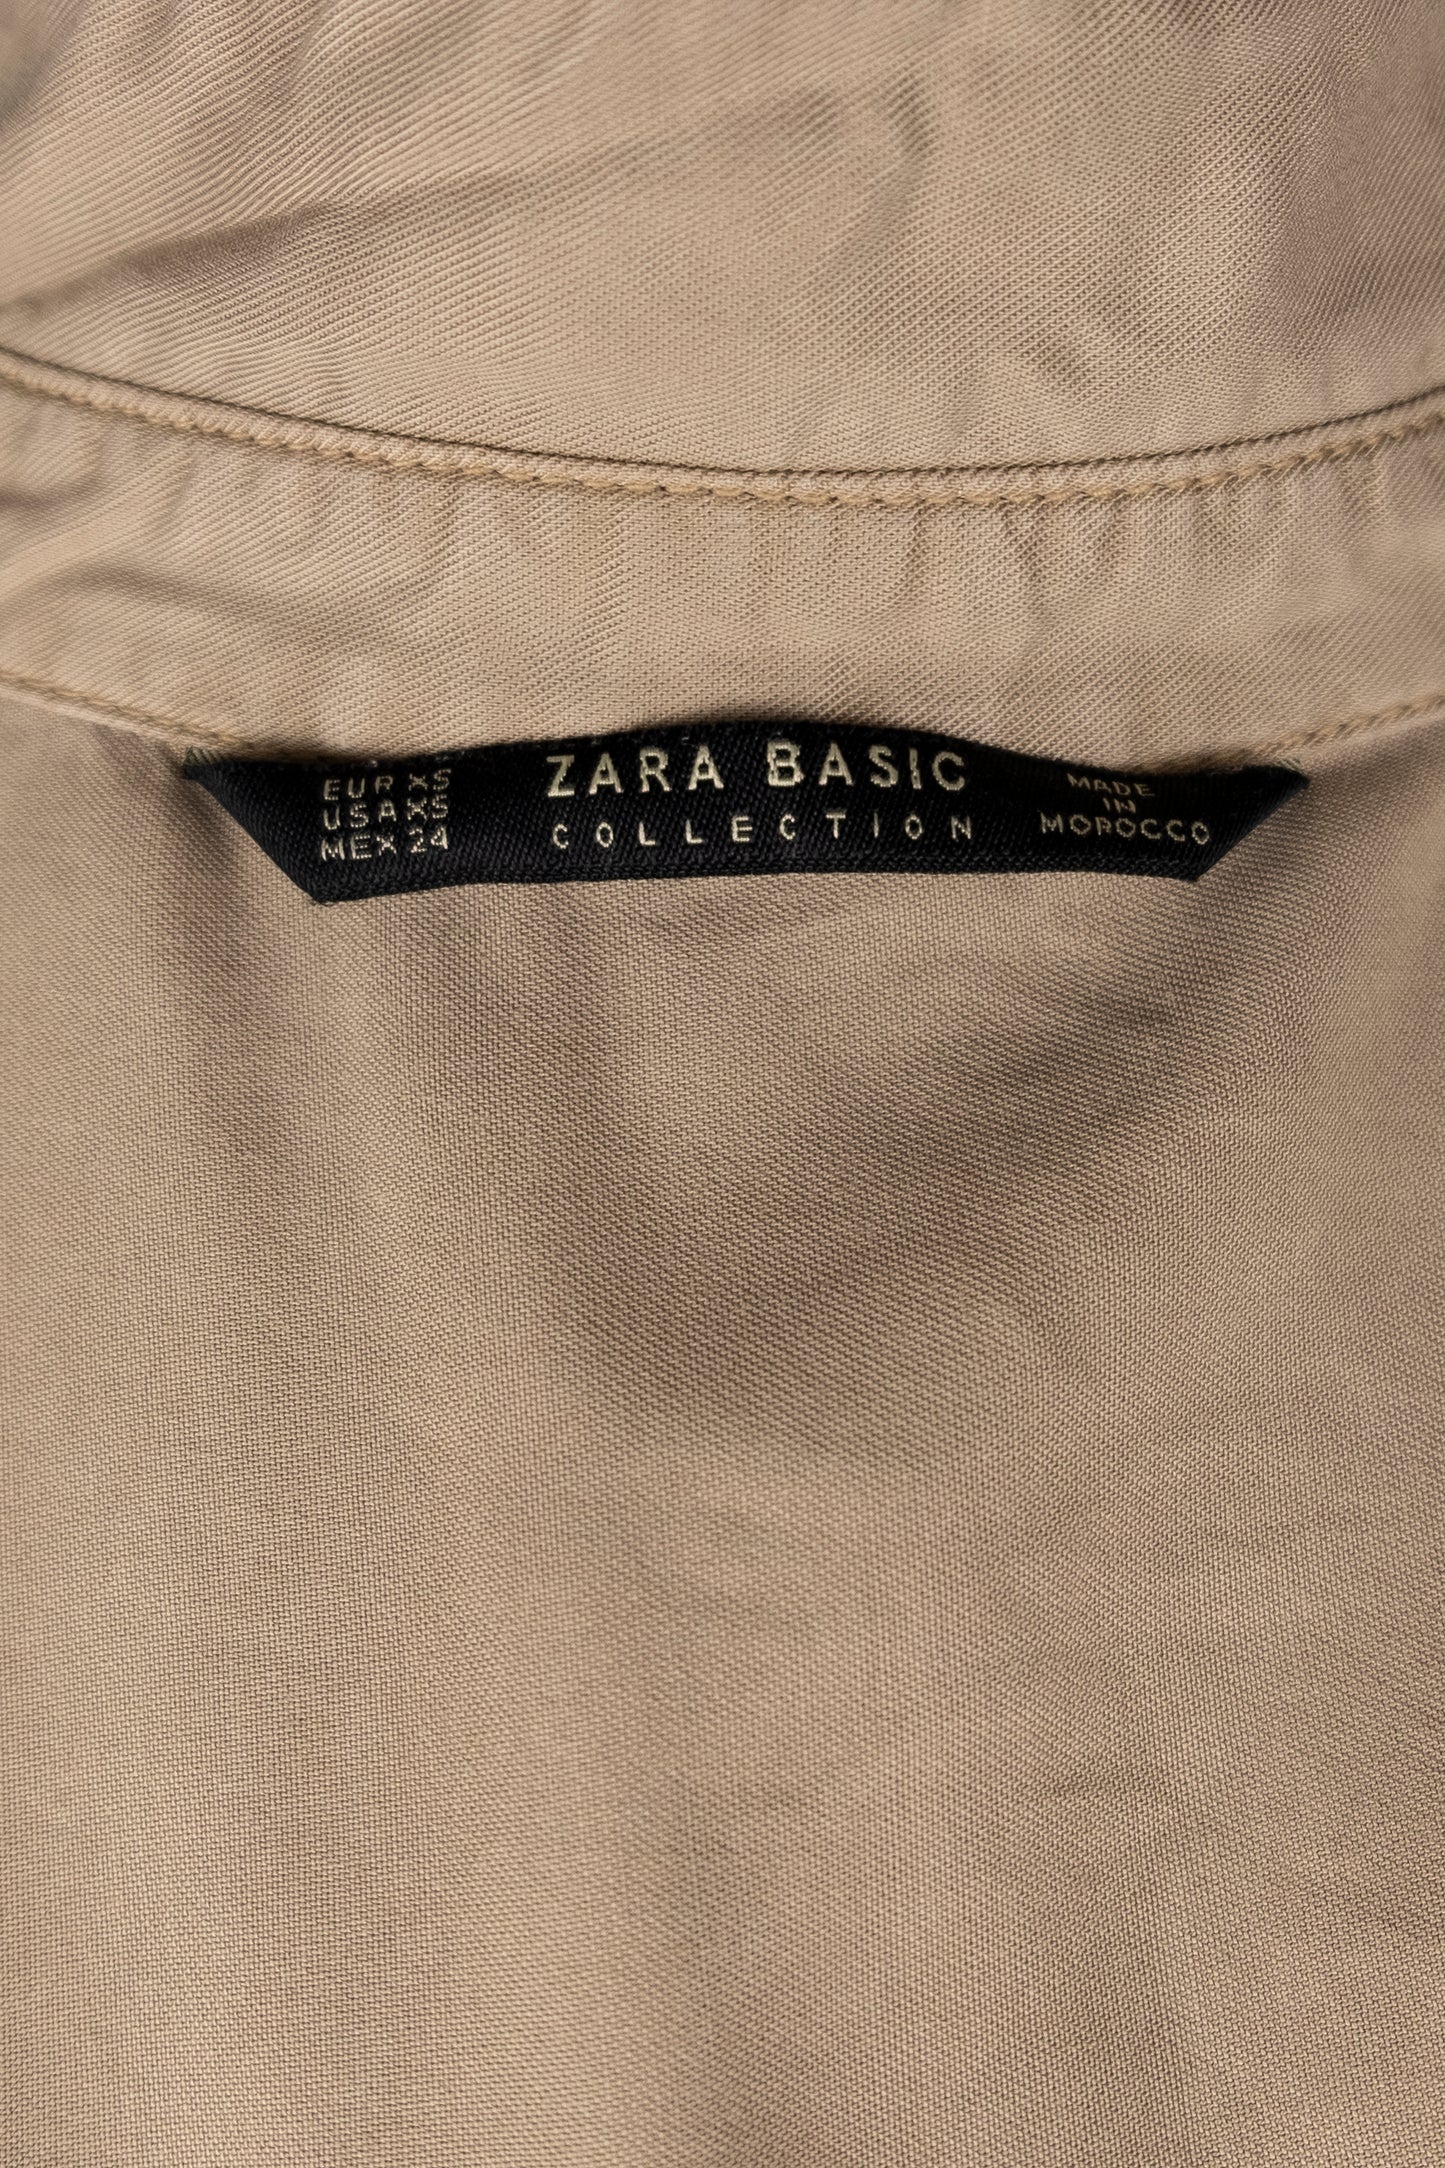 EUR XS
USA XS
MEX 24
ZARA BASIC
COLLECTION
MADE
IN
MOROCCO